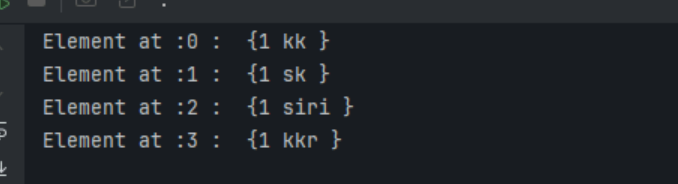 Element at :0 :  {1 kk }
Element at :1 :  {1 sk }
Element at :2 :  {1 siri }
Element at :3 :  {1 kkr }